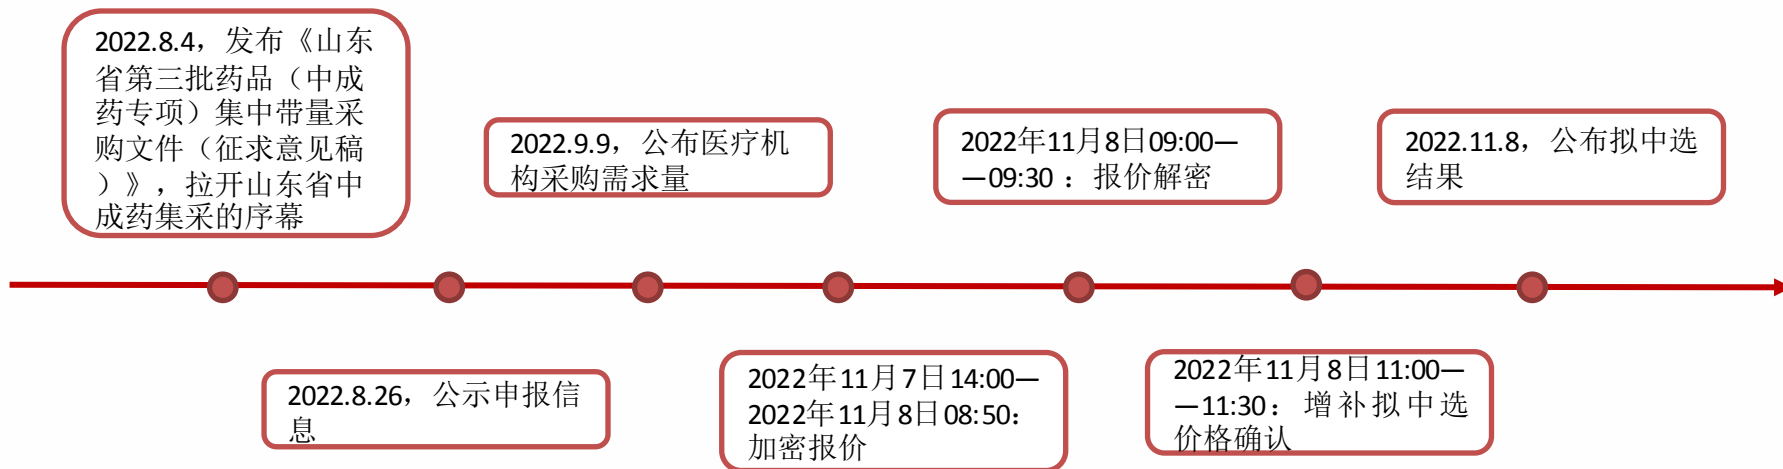 2022.8.4，发布《山东
省第三批药品（中成
药专项）集中带量采
购文件（征求意见稿
）》，拉开山东省中
成药集采的序幕
2022.8.26，公示申报信
息
2022.9.9，公布医疗机
构采购需求量
2022年11月7日14:00—
2022年11月8日08:50：
加密报价
2022年11月8日09:00—
—09:30 ：报价解密
2022年11月8日11:00—
—11:30：增补拟中选
价格确认
2022.11.8，公布拟中选
结果